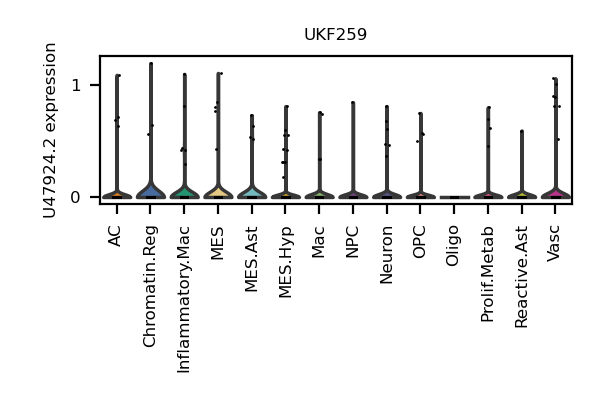 UKF259
U47924.2 expression
1
0
AC
Chromatin.Reg
Inflammatory.Mac
MES
MES.Ast
MES.Hyp
Mac
NPC
Neuron
OPC
Oligo
Prolif.Metab
Reactive.Ast
Vasc